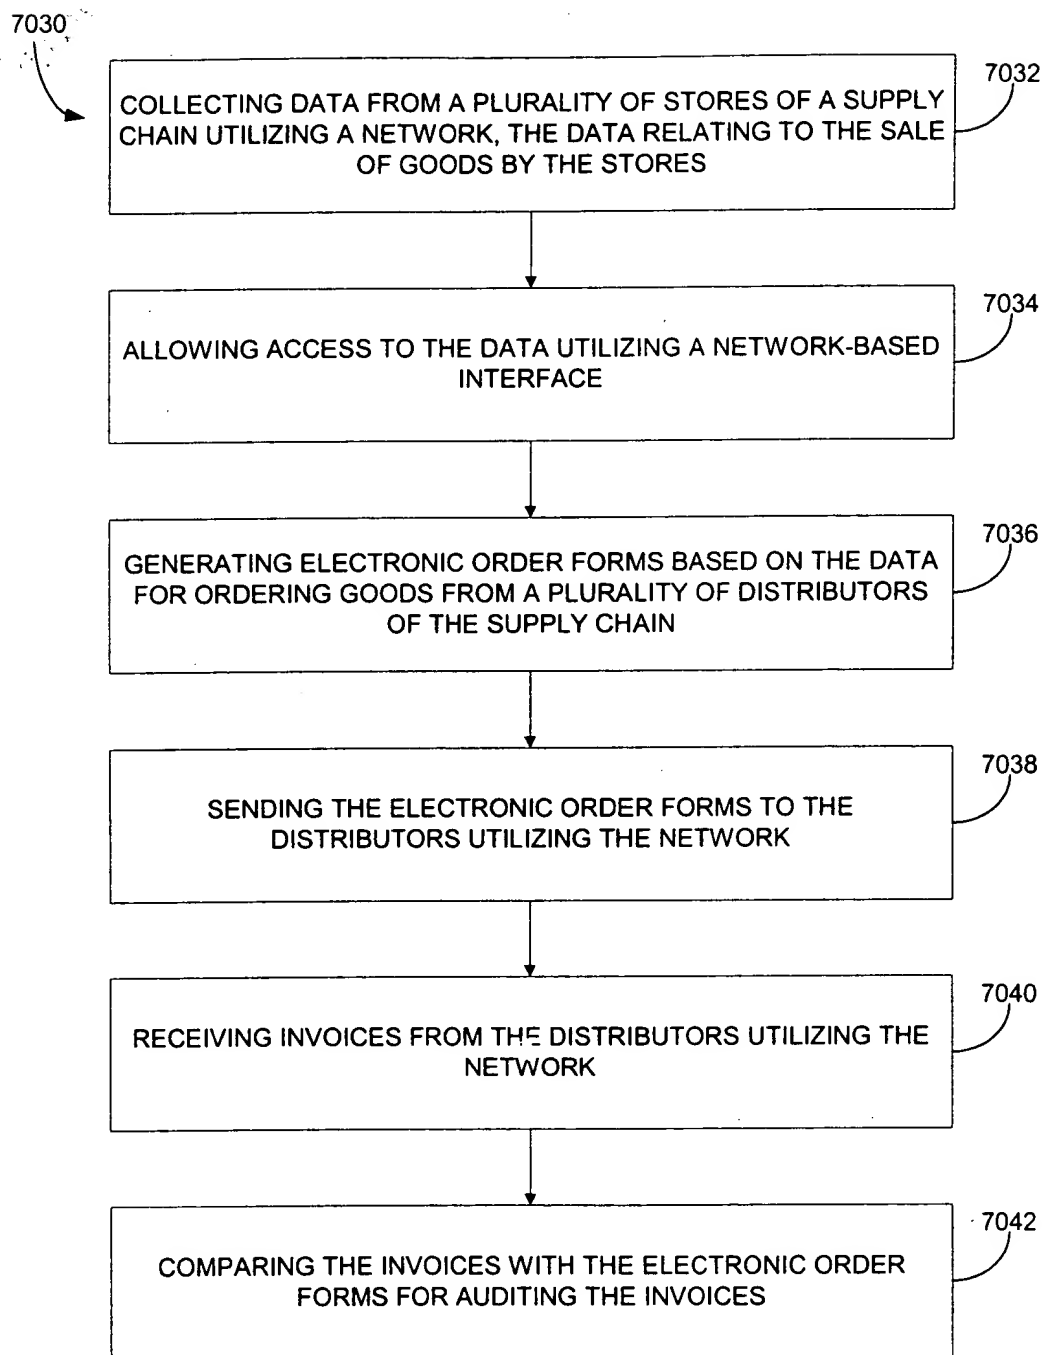 7030
7032
COLLECTING DATA FROM A PLURALITY OF STORES OF A SUPPLY
CHAIN UTILIZING A NETWORK, THE DATA RELATING TO THE SALE
OF GOODS BY THE STORES
7034
ALLOWING ACCESS TO THE DATA UTILIZING A NETWORK-BASED
INTERFACE
7036
GENERATING ELECTRONIC ORDER FORMS BASED ON THE DATA
FOR ORDERING GOODS FROM A PLURALITY OF DISTRIBUTORS
OF THE SUPPLY CHAIN
7038
SENDING THE ELECTRONIC ORDER FORMS TO THE
DISTRIBUTORS UTILIZING THE NETWORK
7040
RECEIVING INVOICES FROM THE DISTRIBUTORS UTILIZING THE
NETWORK
7042
COMPARING THE INVOICES WITH THE ELECTRONIC ORDER
FORMS FOR AUDITING THE INVOICES